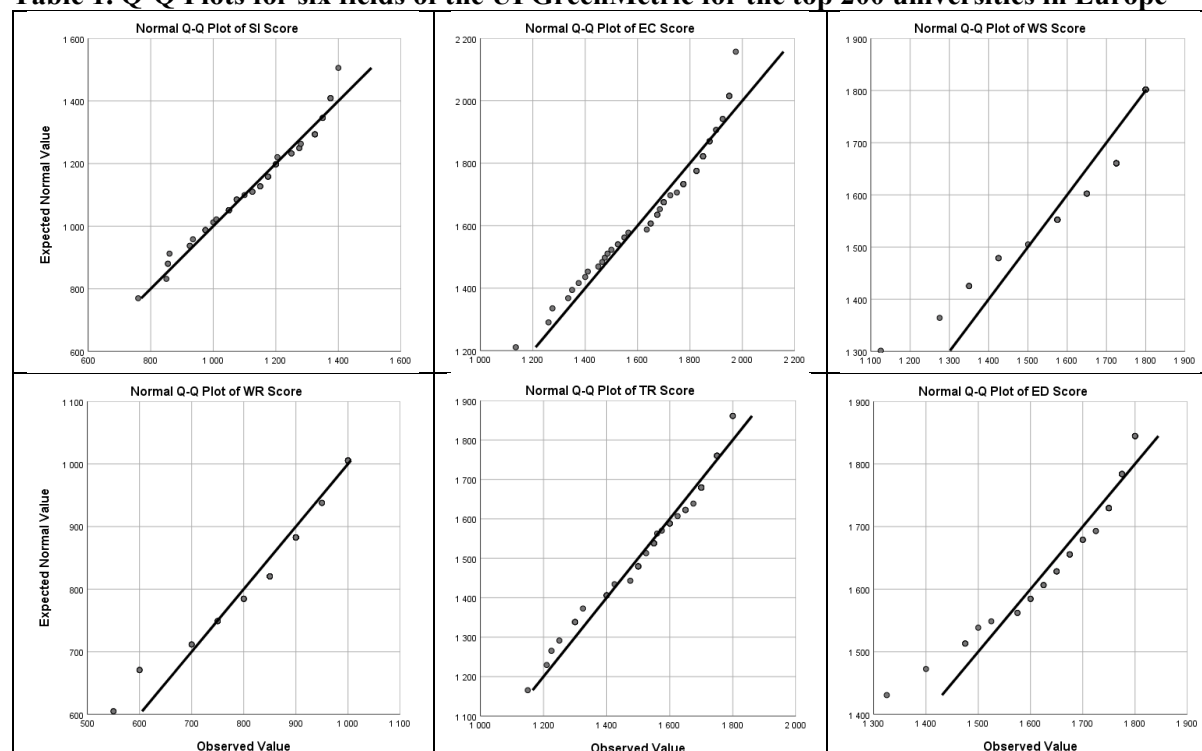 Table 1. Q-Q Plots for six fields of the UI GreenMetric for the top 200 universities in Europe
Normal Q-Q Plot of SI Score
Expected Normal Value
1 600
1 400
1 200
1 000
800
600
600 800 1 000 1 200 1 400 1 600
Normal Q-Q Plot of EC Score
2 200
2 000
1 800
1 600
1 400
1 200
1 000 1 200 1 400 1 600 1 800 2 000 2 200
Normal Q-Q Plot of WS Score
1 900
1 800
1 700
1 600
1 500
1 400
1 300
1 100 1 200 1 300 1 400 1 500 1 600 1 700 1 800 1 900
Normal Q-Q Plot of WR Score
Expected Normal Value
1 100
1 000
900
800
700
600
500 600 700 800 900 1 000 1 100
Observed Value
Normal Q-Q Plot of TR Score
1 900
1 800
1 700
1 600
1 500
1 400
1 300
1 200
1 100
1 000 1 200 1 400 1 600 1 800 2 000
Observed Value
Normal Q-Q Plot of ED Score
1 900
1 800
1 700
1 600
1 500
1 400
1 300 1 400 1 500 1 600 1 700 1 800 1 900
Observed Value